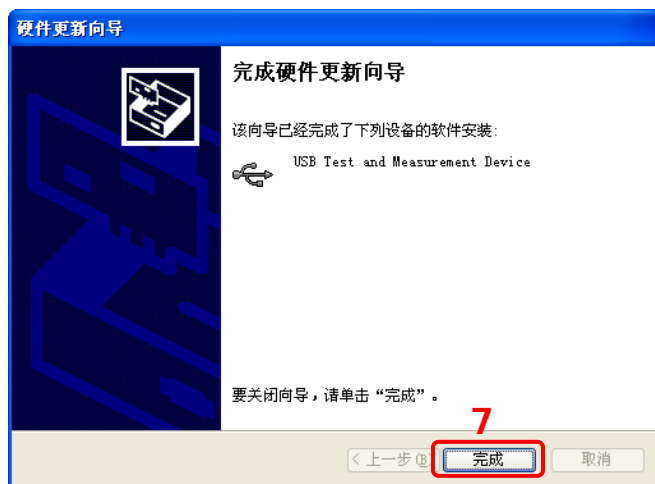 硬件更新向导
完成硬件更新向导
该向导已经完成了下列设备的软件安装:
USB Test and Measurement Device
要关闭向导，请单击“完成”。
7
< 上一步(B) 完成 取消